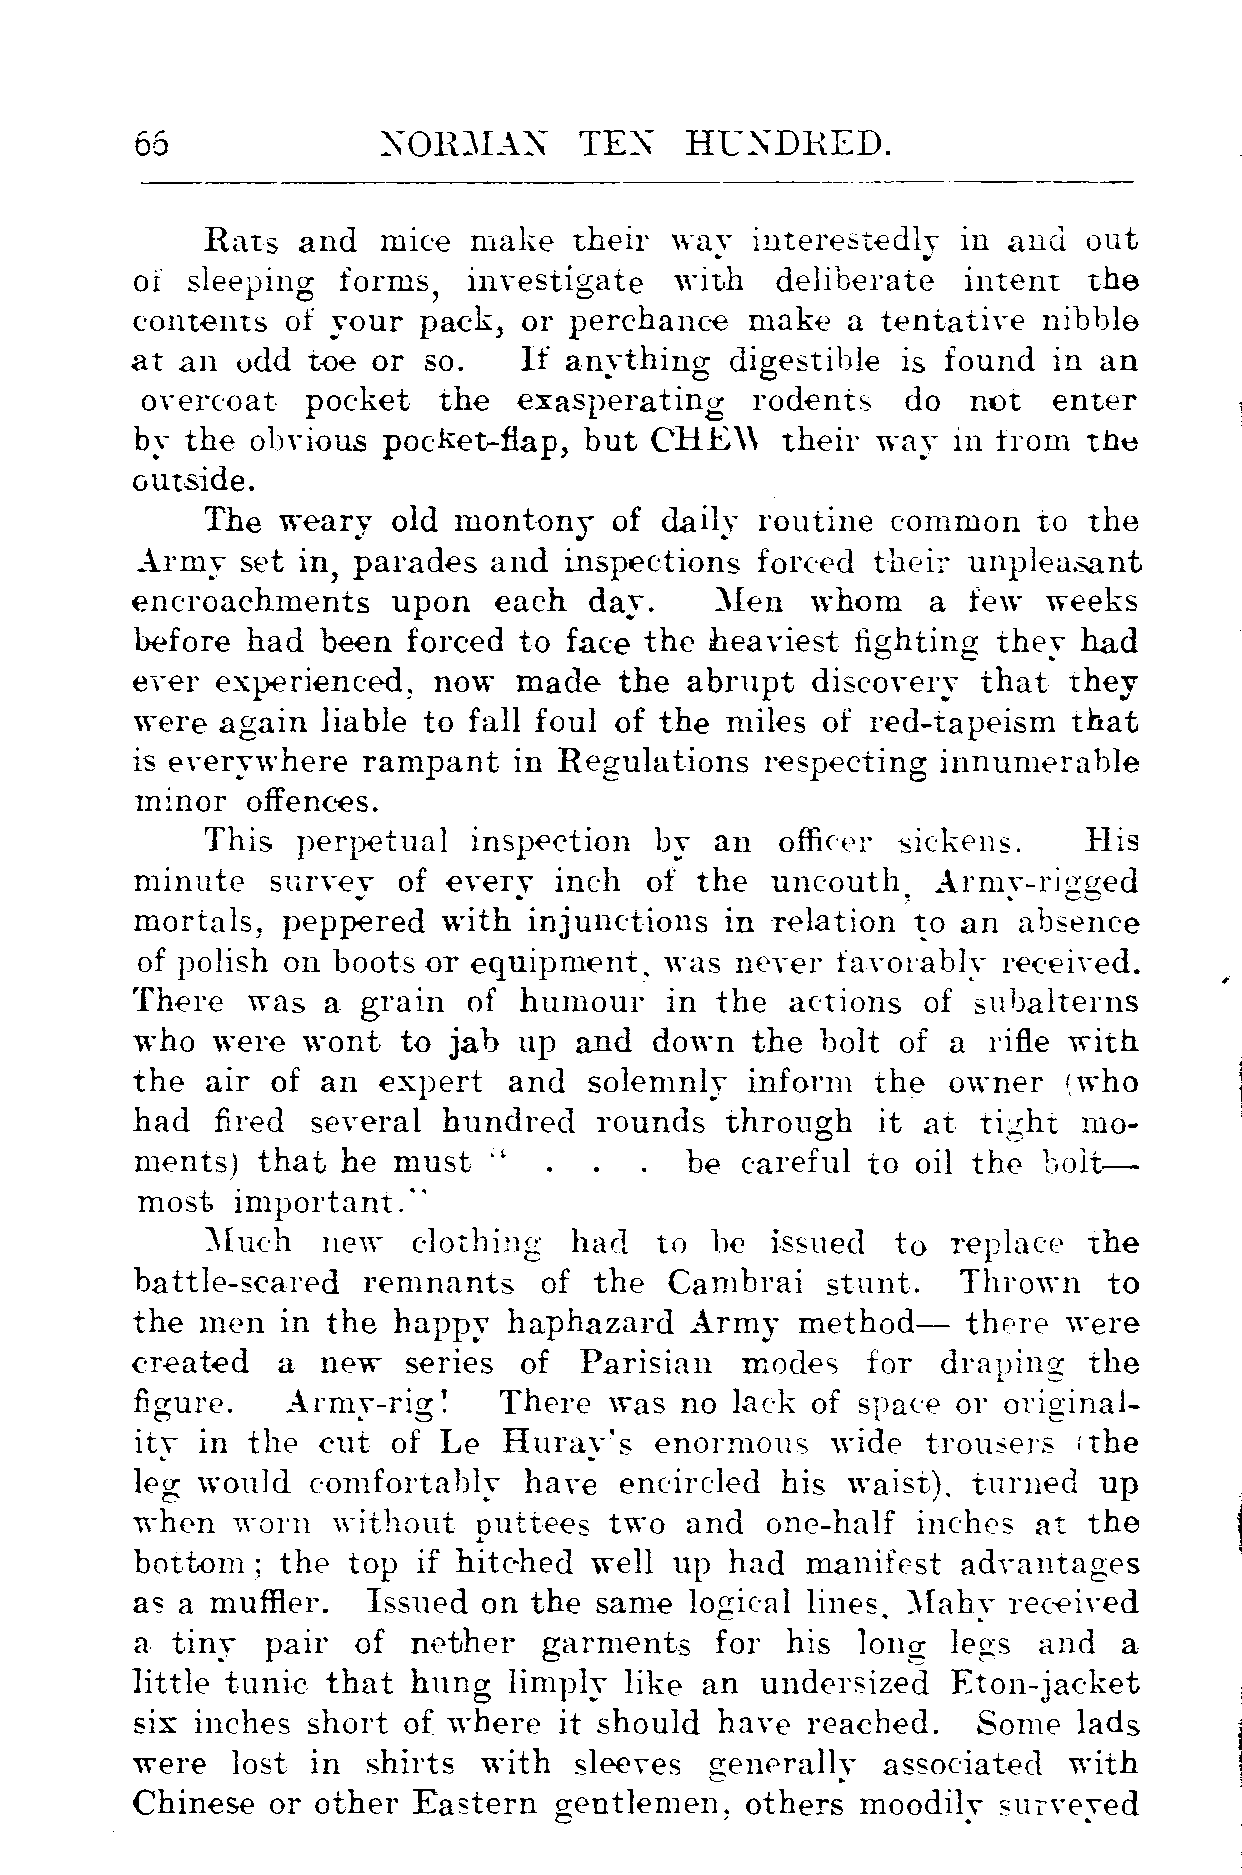 66 NORMAN TEN HUNDRED.
Rats and mice make their way interestedly in and out
of sleeping forms, investigate with deliberate intent the
contents of your pack, or perchance make a tentative nibble
at an odd toe or so. If anything digestible is found in an
overcoat pocket the exasperating rodents do not enter
by the obvious pocket-flap, but CHEW their way in from the
outside.
The weary old montony of daily routine common to the
Army set in, parades and inspections forced their unpleasant
encroachments upon each day. Men whom a few weeks
before had been forced to face the heaviest fighting they had
ever experienced, now made the abrupt discovery that they
were again liable to fall foul of the miles of red-tapeism that
is everywhere rampant in Regulations respecting innumerable
minor offences.
This perpetual inspection by an officer sickens. His
minute survey of every inch of the uncouth, Army-rigged
mortals, peppered with injunctions in relation to an absence
of polish on boots or equipment, was never favorably received.
There was a grain of humour in the actions of subalterns
who were wont to jab up and down the bolt of a rifle with
the air of an expert and solemnly inform the owner (who
had fired several hundred rounds through it at tight mo-
ments) that he must " . . . be careful to oil the bolt—
most important."
Much new clothing had to be issued to replace the
battle-scared remnants of the Cambrai stunt. Thrown to
the men in the happy haphazard Army method— there were
created a new series of Parisian modes for draping the
figure. Army-rig! There was no lack of space or original-
ity in the cut of Le Huray's enormous wide trousers (the
leg would comfortably have encircled his waist), turned up
when worn without puttees two and one-half inches at the
bottom; the top if hitched well up had manifest advantages
as a muffler. Issued on the same logical lines, Mahy received
a tiny pair of nether garments for his long legs and a
little tunic that hung limply like an undersized Eton-jacket
six inches short of where it should have reached. Some lads
were lost in shirts with sleeves generally associated with
Chinese or other Eastern gentlemen, others moodily surveyed